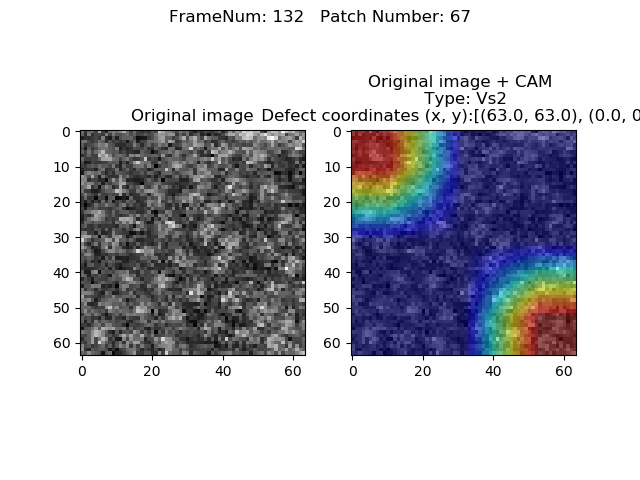 FrameNum: 132   Patch Number: 67
Original image + CAM
Type: Vs2
Original image Defect coordinates (x, y):[(63.0, 63.0), (0.0, 0
0
10
20
30
40
50
60
0 20 40 60
0
10
20
30
40
50
60
0 20 40 60